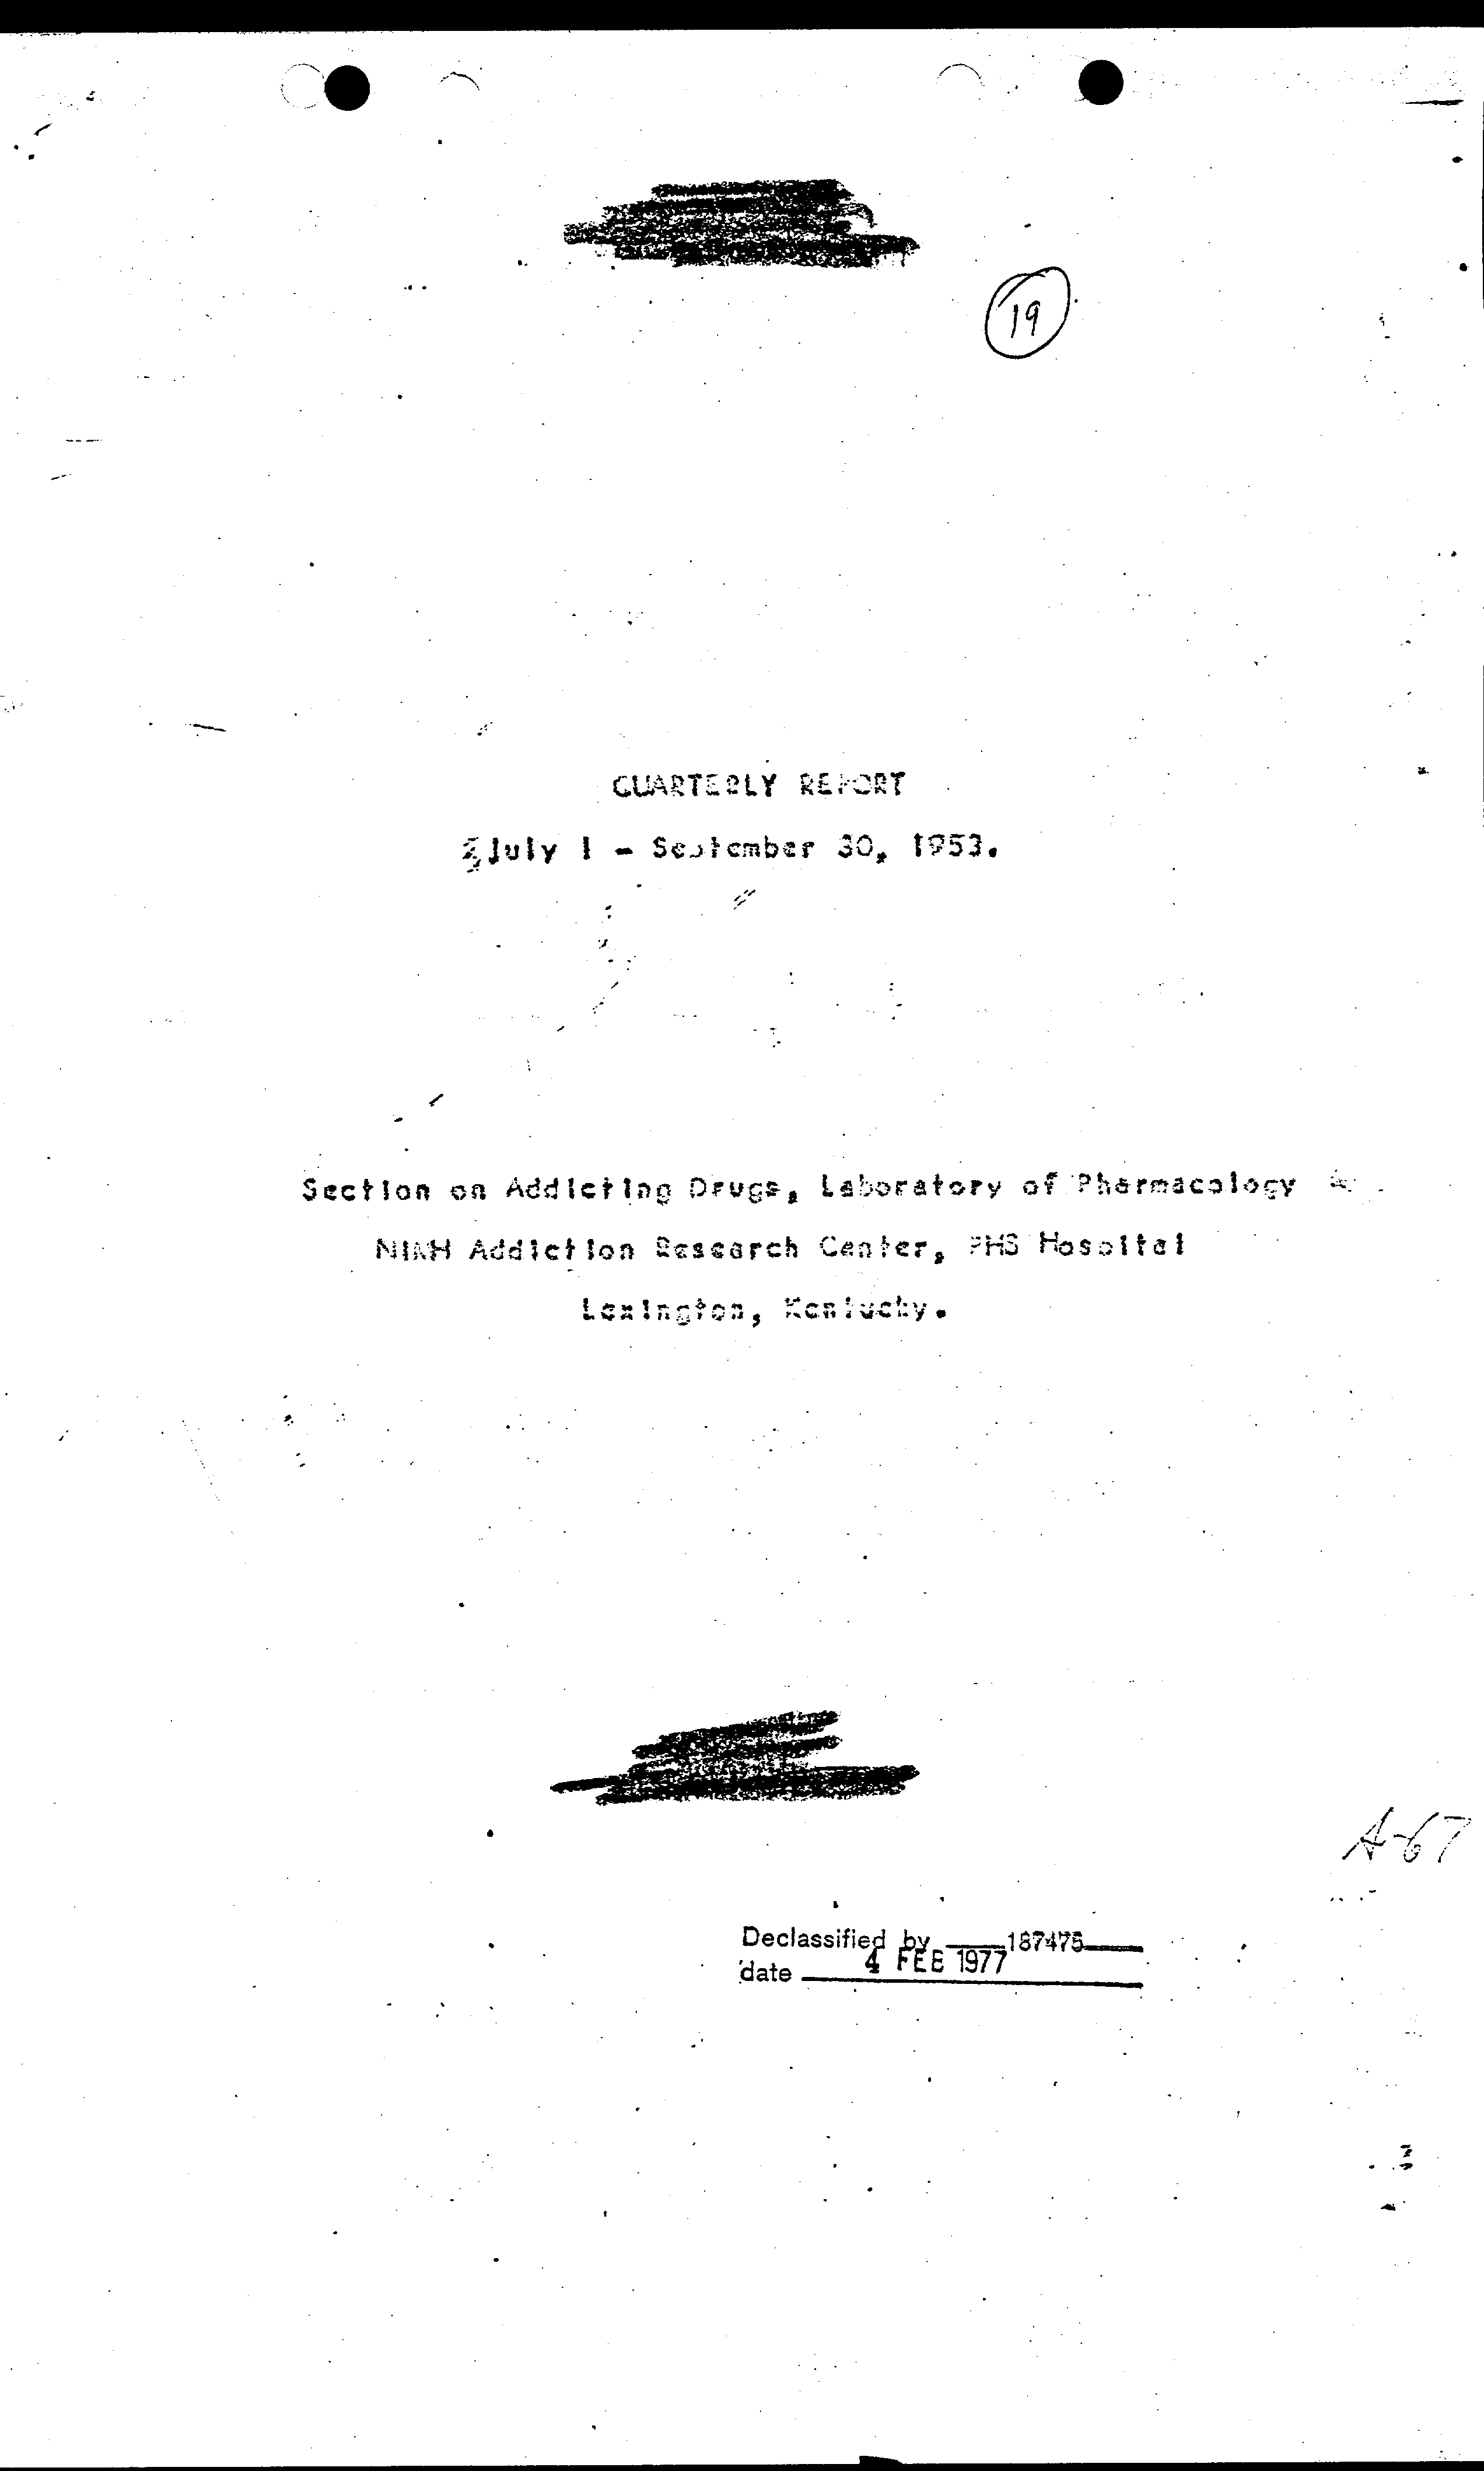 19
QUARTERLY REPORT
July 1 - September 30, 1953.
Section on Addicting Drugs, Laboratory of Pharmacology
NIMH Addiction Research Center, PHS Hospital
Lexington, Kentucky.
A-67
Declassified by 187475
date 4 FEB 1977